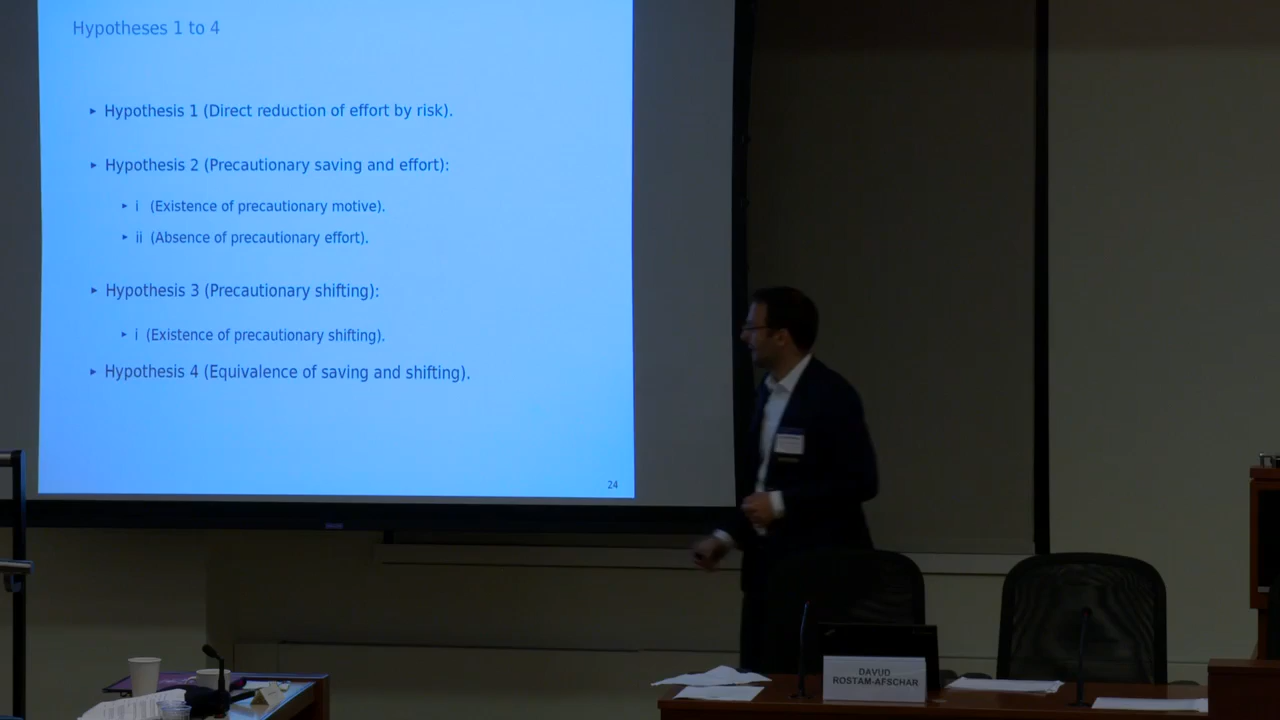 Hypotheses 1 to 4
▸ Hypothesis 1 (Direct reduction of effort by risk).
▸ Hypothesis 2 (Precautionary saving and effort):
▸ i (Existence of precautionary motive).
▸ ii (Absence of precautionary effort).
▸ Hypothesis 3 (Precautionary shifting):
▸ i (Existence of precautionary shifting).
▸ Hypothesis 4 (Equivalence of saving and shifting).
24
DAVUD
ROSTAM-AFSCHAR